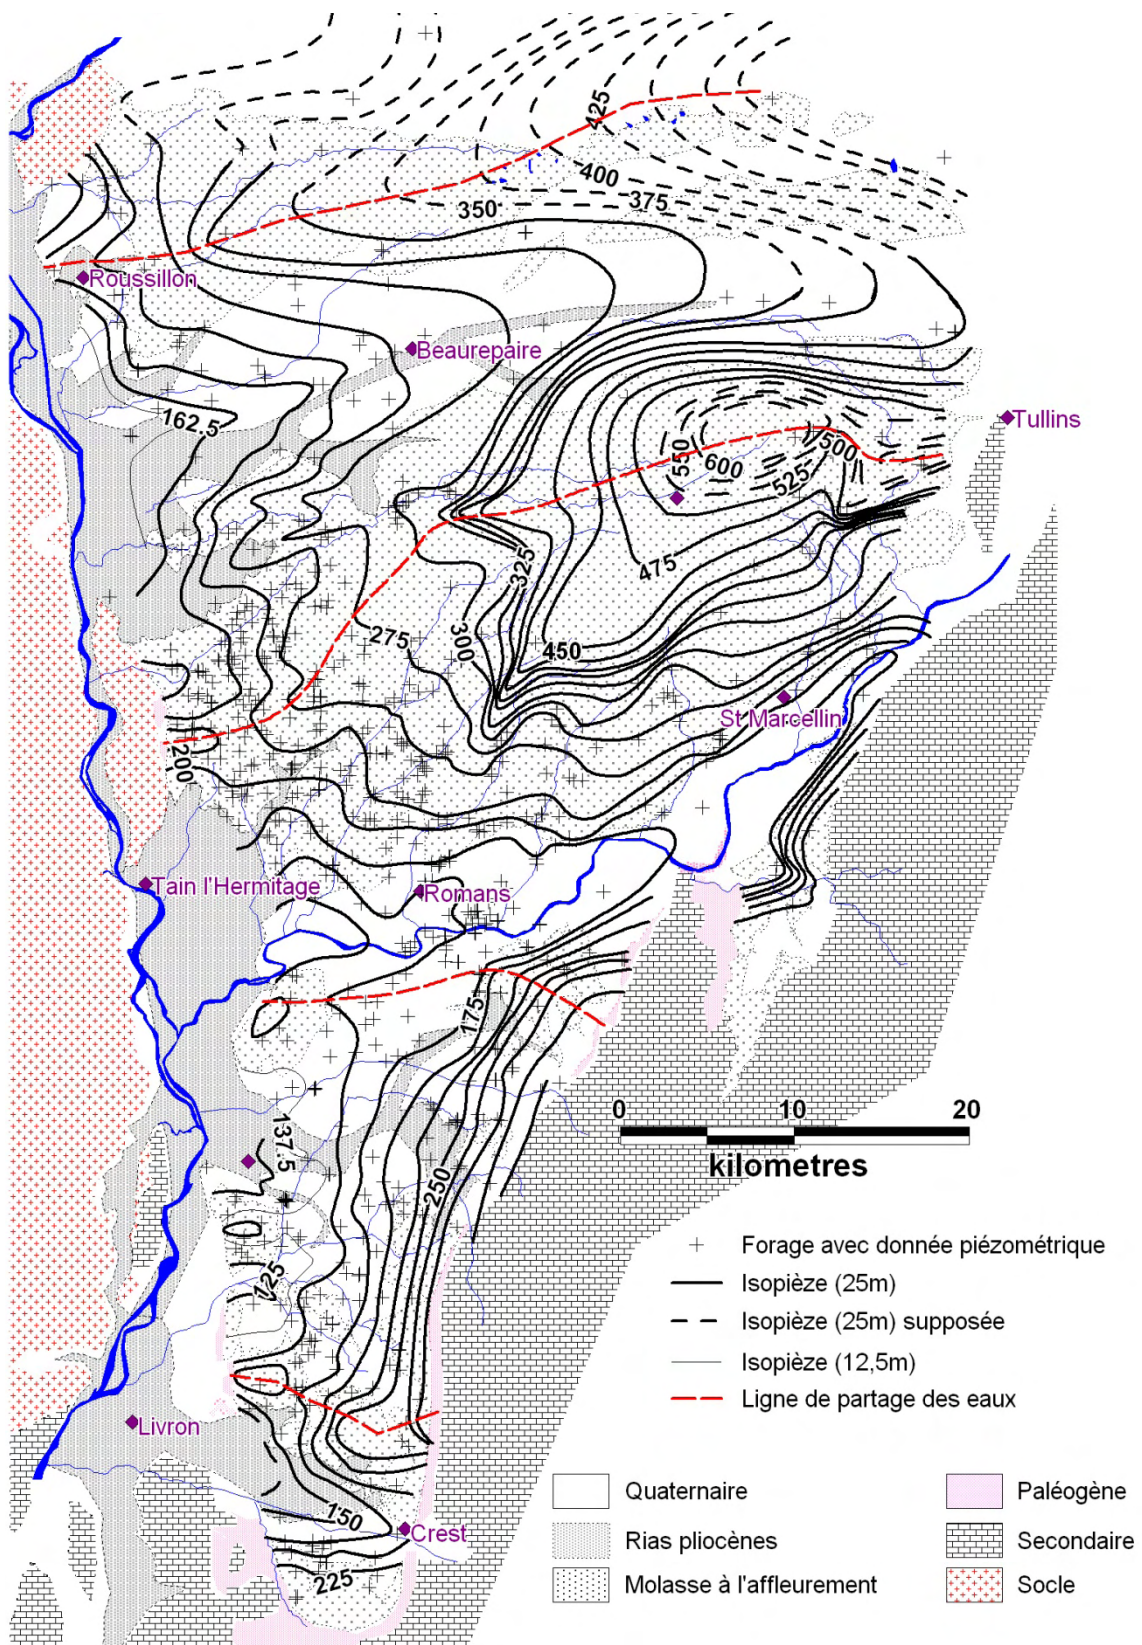 425
400
375
350
Roussillon
Beaurepaire
162.5
Tullins
550
600
500
525
475
325
300
275
450
St Marcellin
200
Tain l'Hermitage
Romans
175
0 10 20
kilometres
137.5
250
125
Forage avec donnée piézométrique
Isopièze (25m)
Isopièze (25m) supposée
Isopièze (12,5m)
Ligne de partage des eaux
Livron
150
Crest
225
Quaternaire
Rias pliocènes
Molasse à l'affleurement
Paléogène
Secondaire
Socle